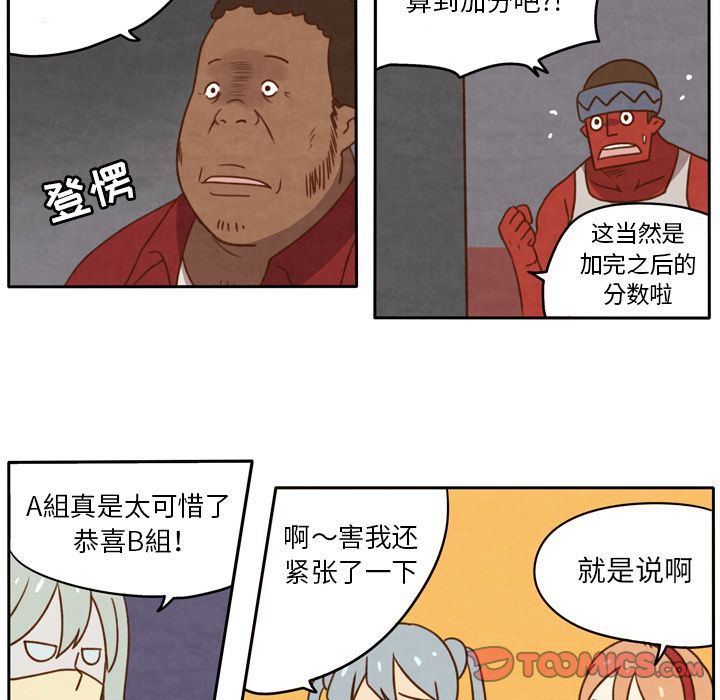 算到加分吧?!
登愣
这当然是
加完之后的
分数啦
A組真是太可惜了
恭喜B組!
啊～害我还
紧张了一下
就是说啊
TOOMICS.COM